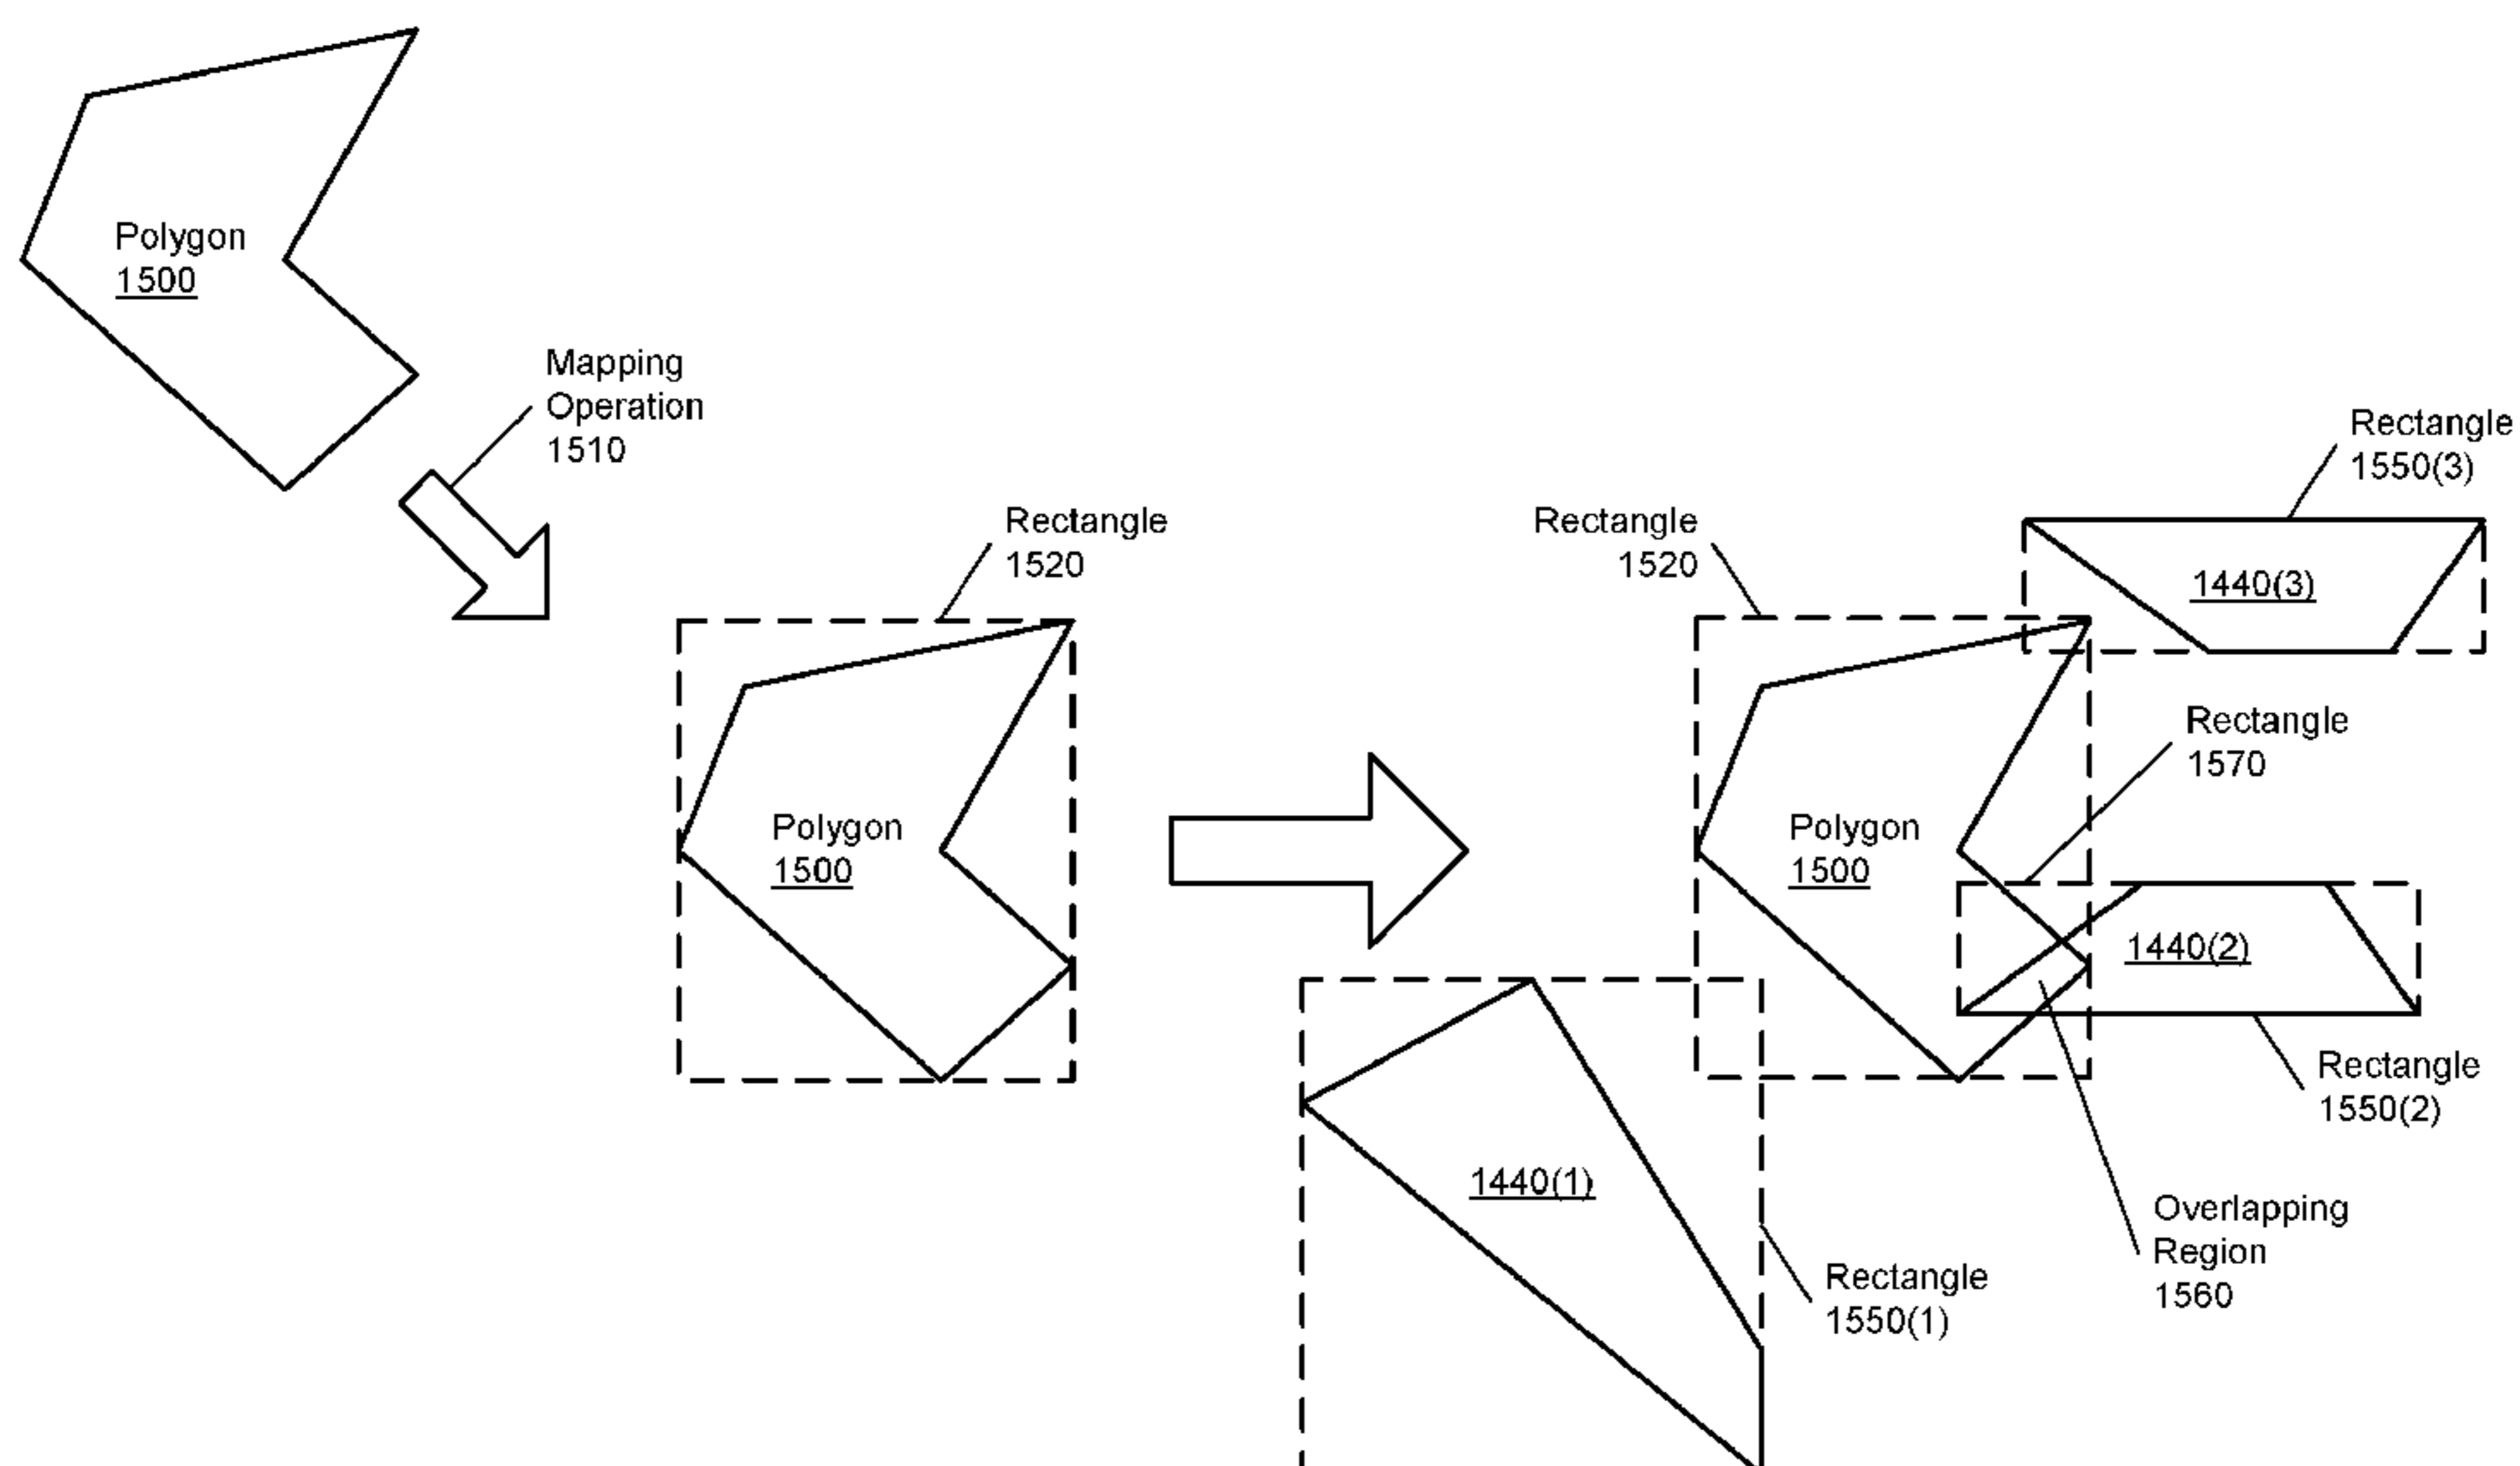 Polygon
1500
Mapping
Operation
1510
Rectangle
1520
Polygon
1500
Rectangle
1520
Rectangle
1550(3)
1440(3)
Rectangle
1570
Polygon
1500
1440(2)
Rectangle
1550(2)
1440(1)
Overlapping
Region
1560
Rectangle
1550(1)